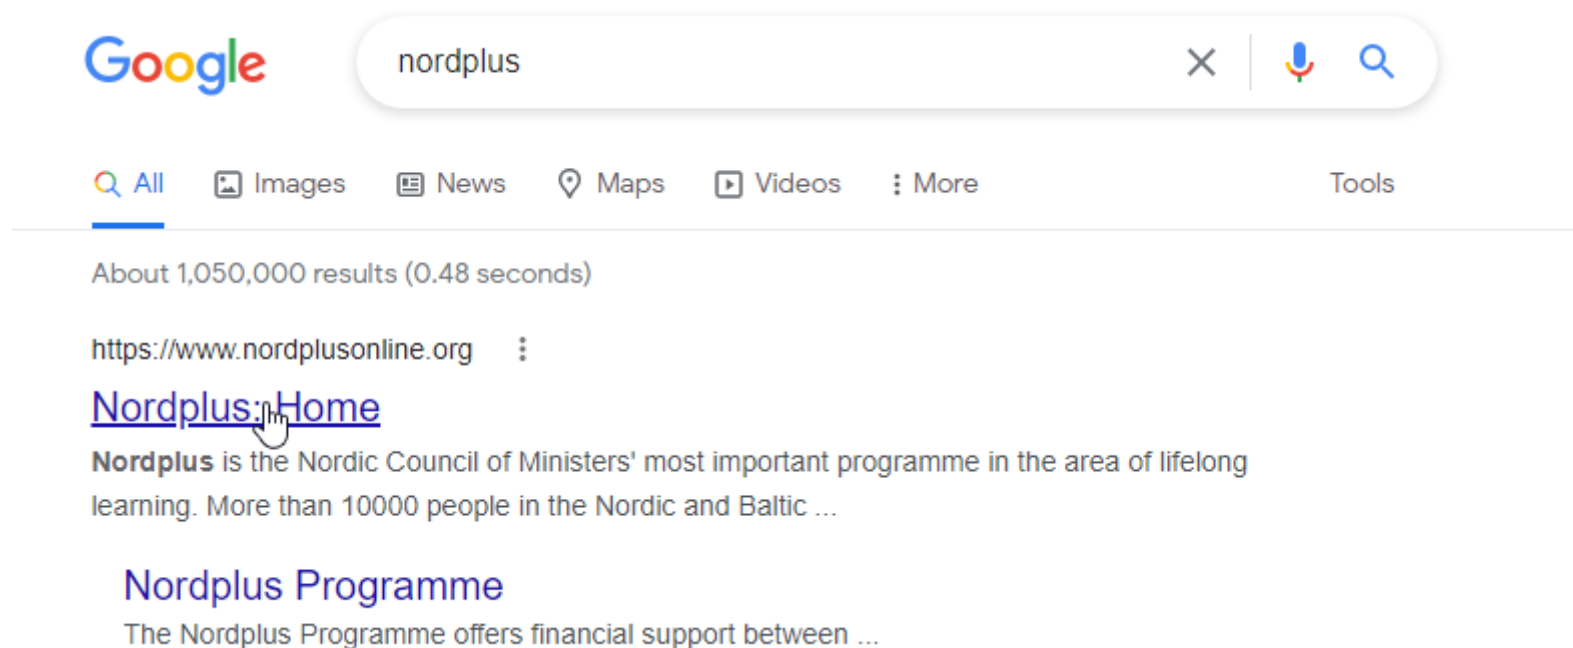 Google nordplus
All Images News Maps Videos More Tools
About 1,050,000 results (0.48 seconds)
https://www.nordplusonline.org
Nordplus: Home
Nordplus is the Nordic Council of Ministers' most important programme in the area of lifelong
learning. More than 10000 people in the Nordic and Baltic ...
Nordplus Programme
The Nordplus Programme offers financial support between ...